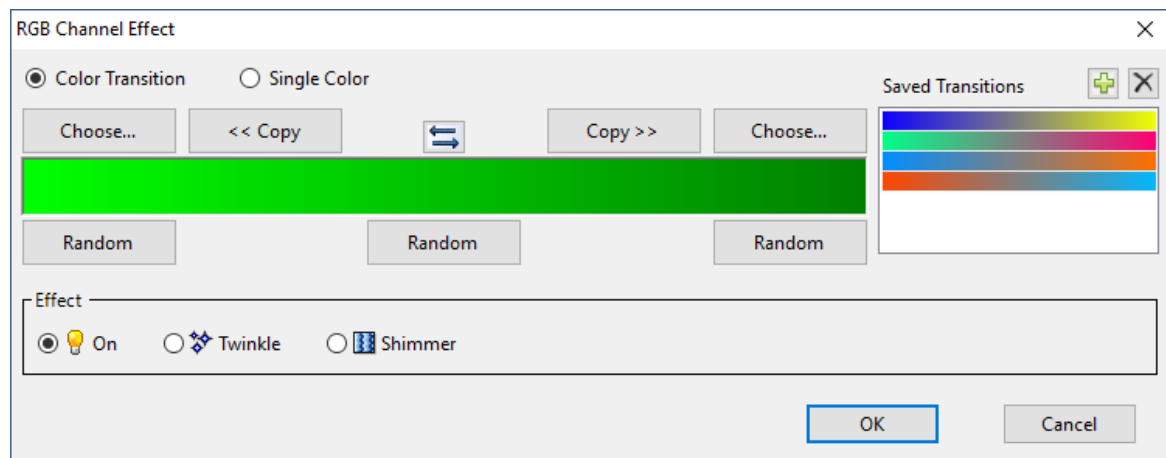 RGB Channel Effect
Color Transition Single Color
Saved Transitions
Choose... << Copy Copy >> Choose...
Random Random Random
Effect
On Twinkle Shimmer
OK Cancel